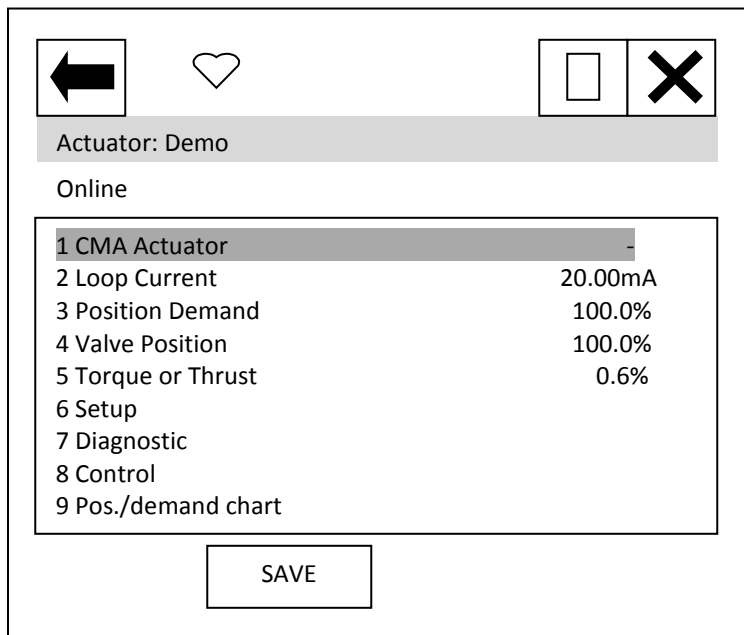 Actuator: Demo
Online
1 CMA Actuator -
2 Loop Current 20.00mA
3 Position Demand 100.0%
4 Valve Position 100.0%
5 Torque or Thrust 0.6%
6 Setup
7 Diagnostic
8 Control
9 Pos./demand chart
SAVE